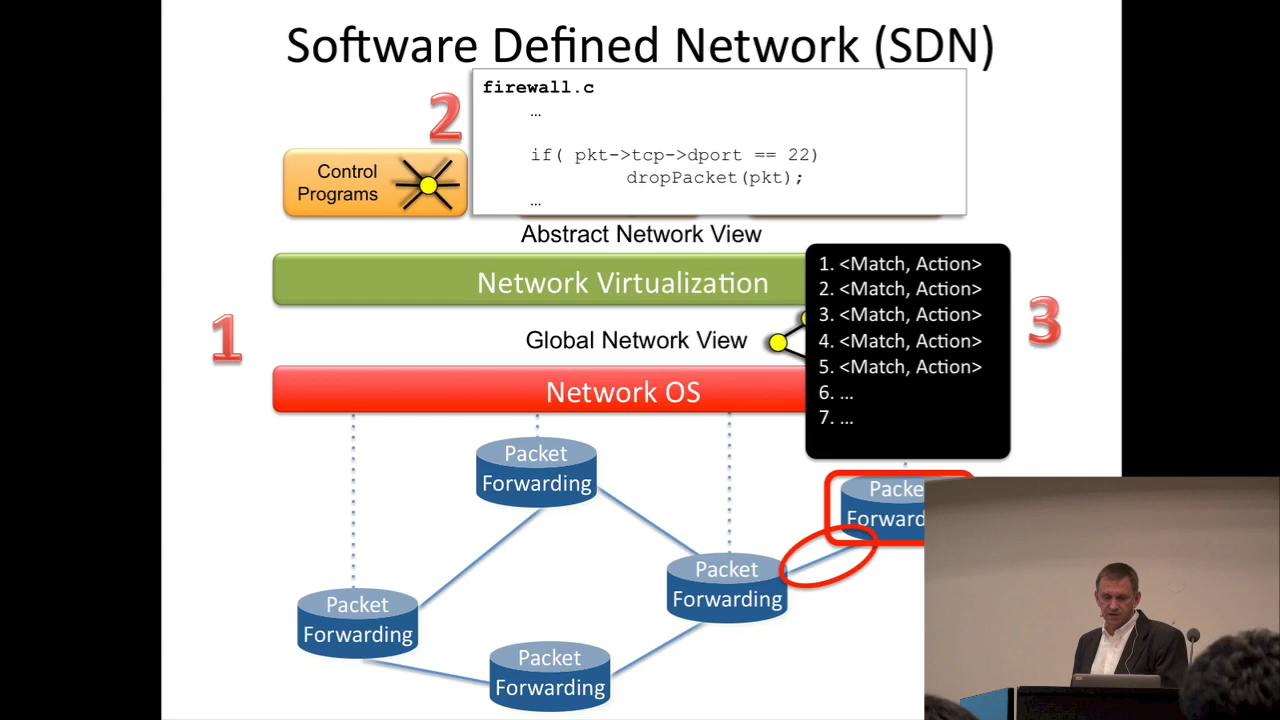 Software Defined Network (SDN)
firewall.c
…
if( pkt->tcp->dport == 22)
dropPacket(pkt);
…
2
Control
Programs
Abstract Network View
Network Virtualization
1. <Match, Action>
2. <Match, Action>
3. <Match, Action>
4. <Match, Action>
5. <Match, Action>
6. …
7. …
1
3
Global Network View
Network OS
Packet
Forwarding
Packe
Forward
Packet
Forwarding
Packet
Forwarding
Packet
Forwarding